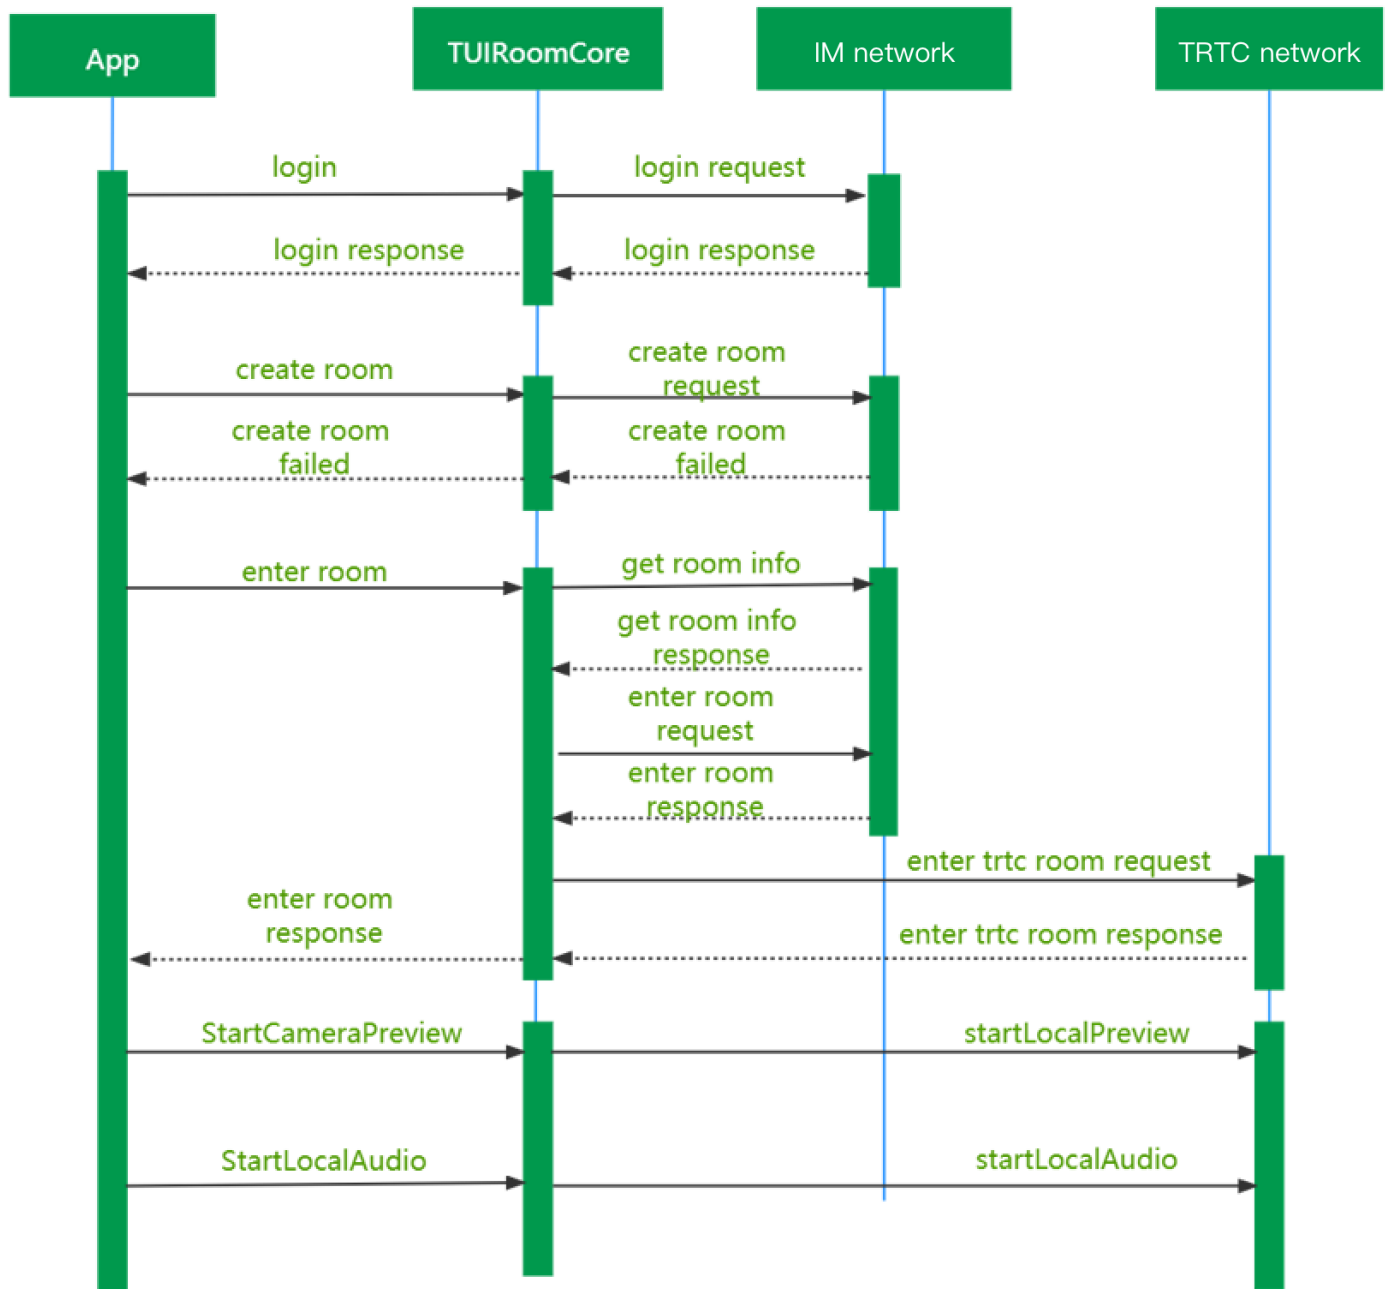 App
TUIRoomCore
IM network
TRTC network
login
login request
login response
login response
create room
create room
request
create room
failed
create room
failed
enter room
get room info
get room info
response
enter room
request
enter room
response
enter trtc room request
enter room
response
enter trtc room response
StartCameraPreview
startLocalPreview
StartLocalAudio
startLocalAudio